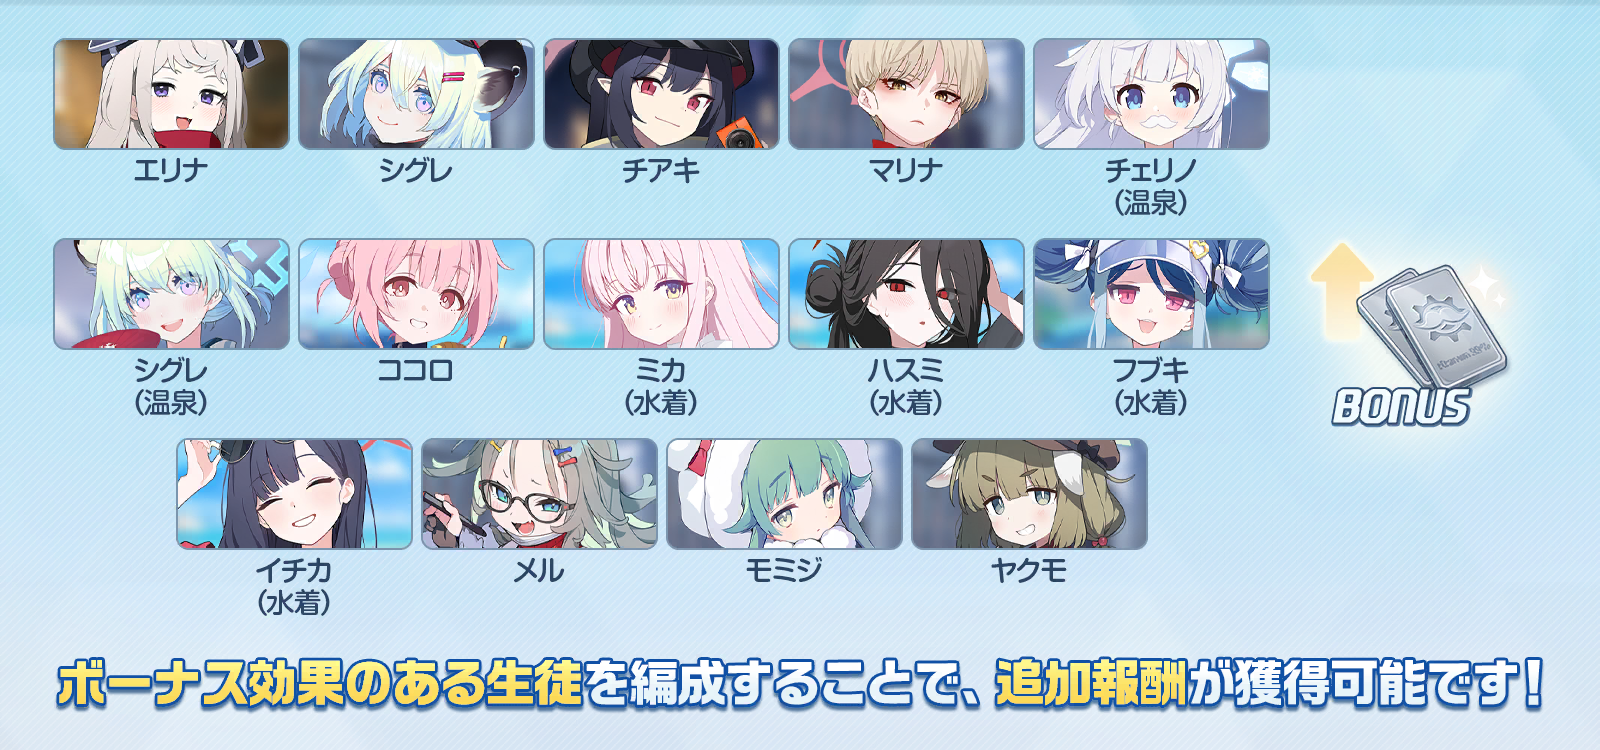 エリナ
シグレ
チアキ
マリナ
チェリノ
（温泉）
シグレ
（温泉）
ココロ
ミカ
（水着）
ハスミ
（水着）
フブキ
（水着）
BONUS
イチカ
（水着）
メル
モミジ
ヤクモ
ボーナス効果のある生徒を編成することで、追加報酬が獲得可能です！